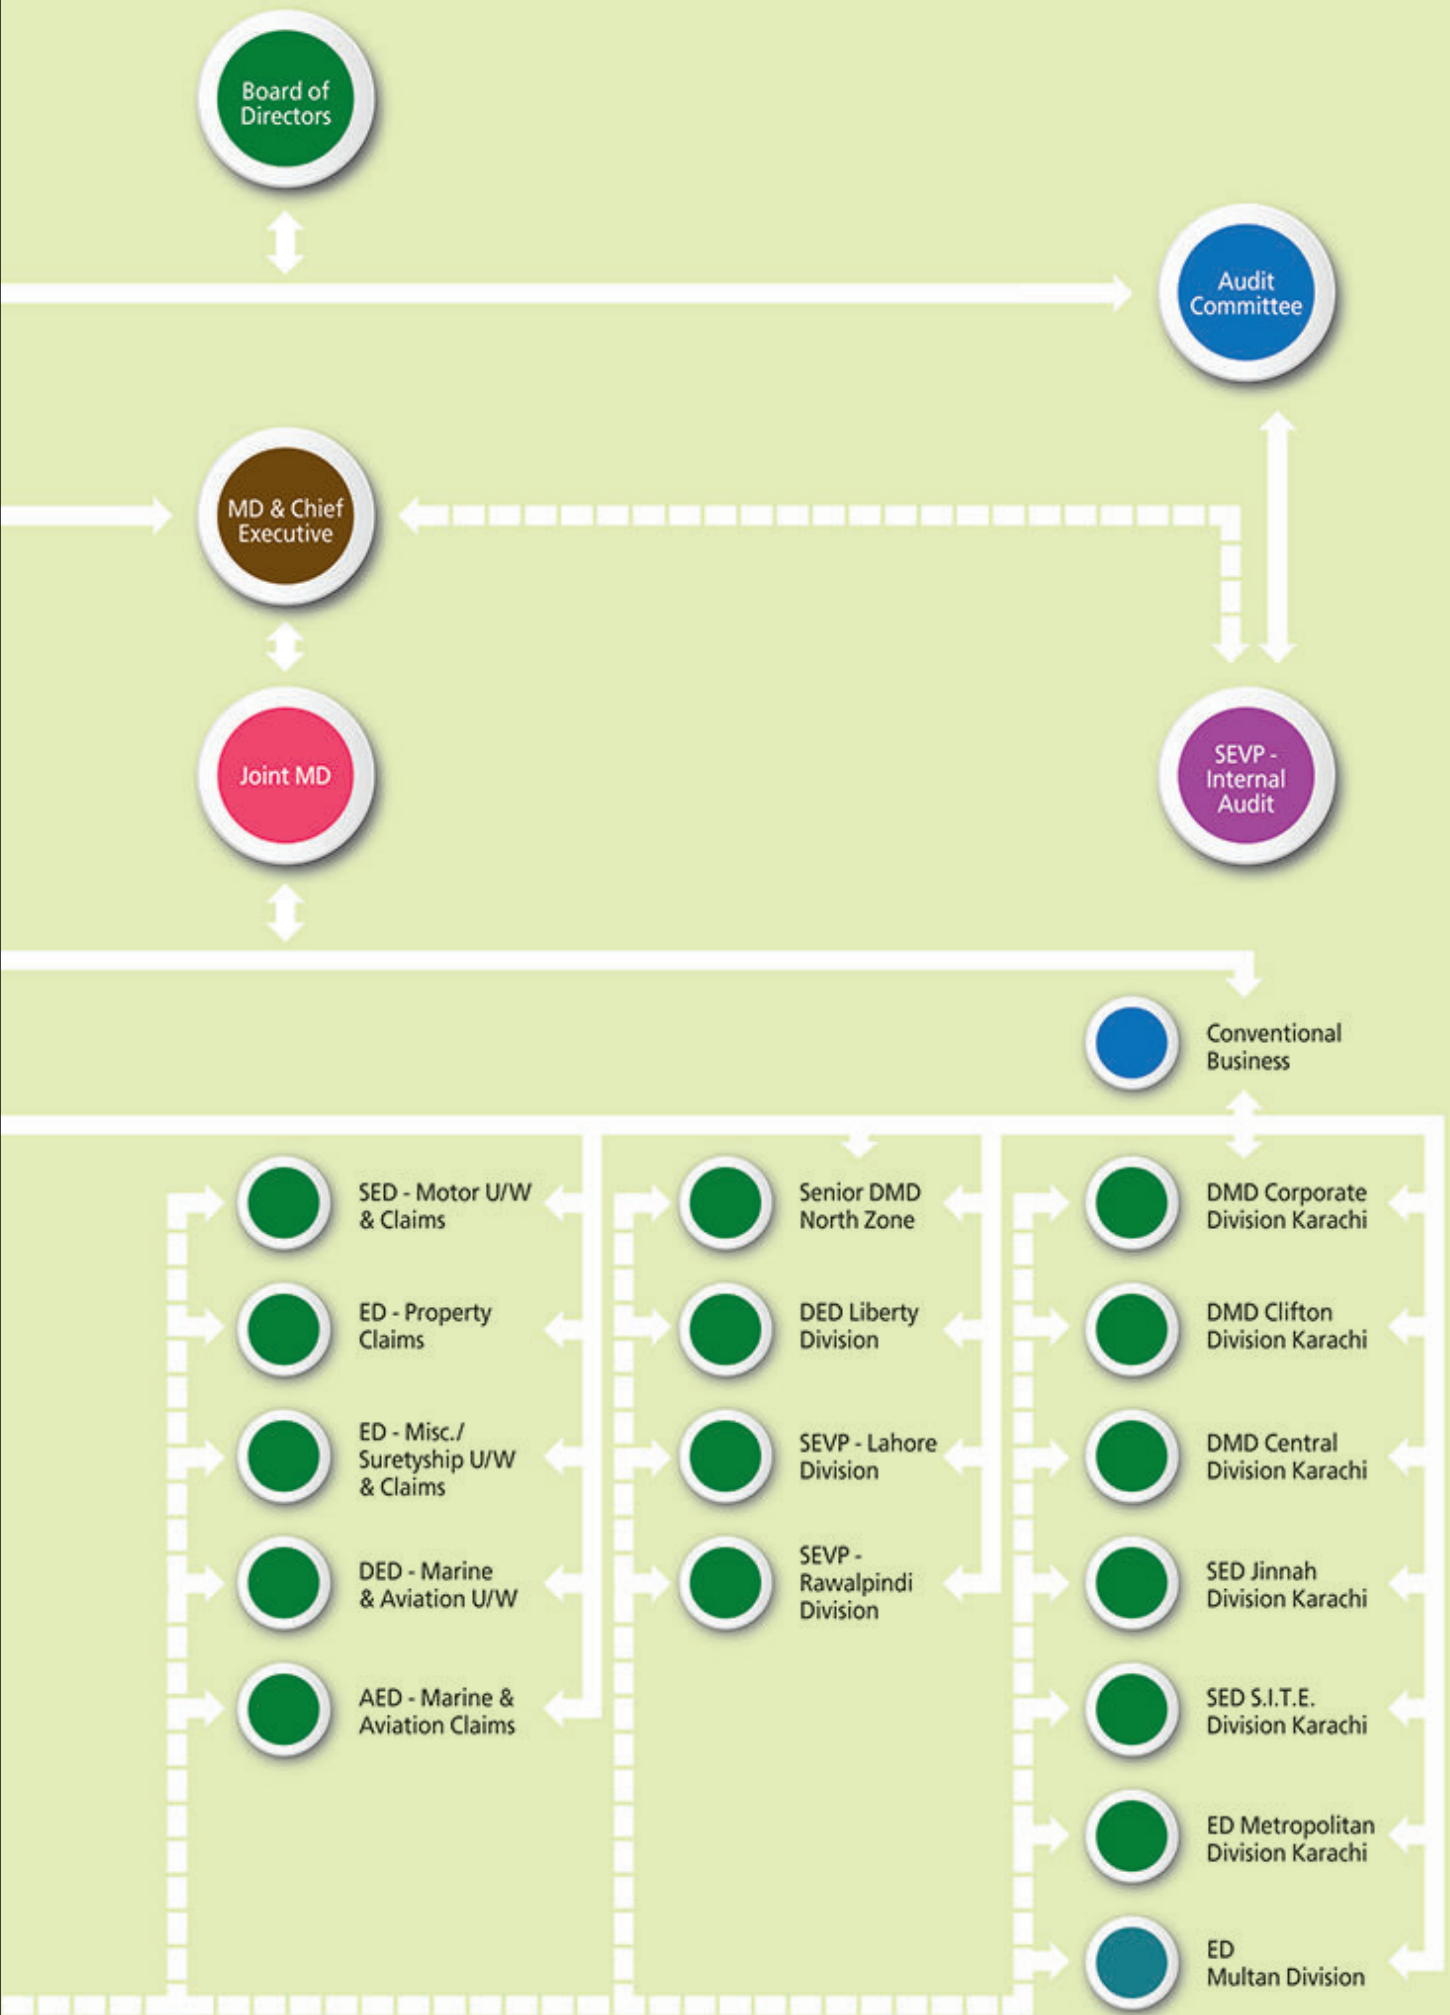 Board of
Directors
Audit
Committee
MD & Chief
Executive
Joint MD
SEVP -
Internal
Audit
Conventional
Business
SED - Motor U/W
& Claims
ED - Property
Claims
ED - Misc./
Suretyship U/W
& Claims
DED - Marine
& Aviation U/W
AED - Marine &
Aviation Claims
Senior DMD
North Zone
DED Liberty
Division
SEVP - Lahore
Division
SEVP -
Rawalpindi
Division
DMD Corporate
Division Karachi
DMD Clifton
Division Karachi
DMD Central
Division Karachi
SED Jinnah
Division Karachi
SED S.I.T.E.
Division Karachi
ED Metropolitan
Division Karachi
ED
Multan Division